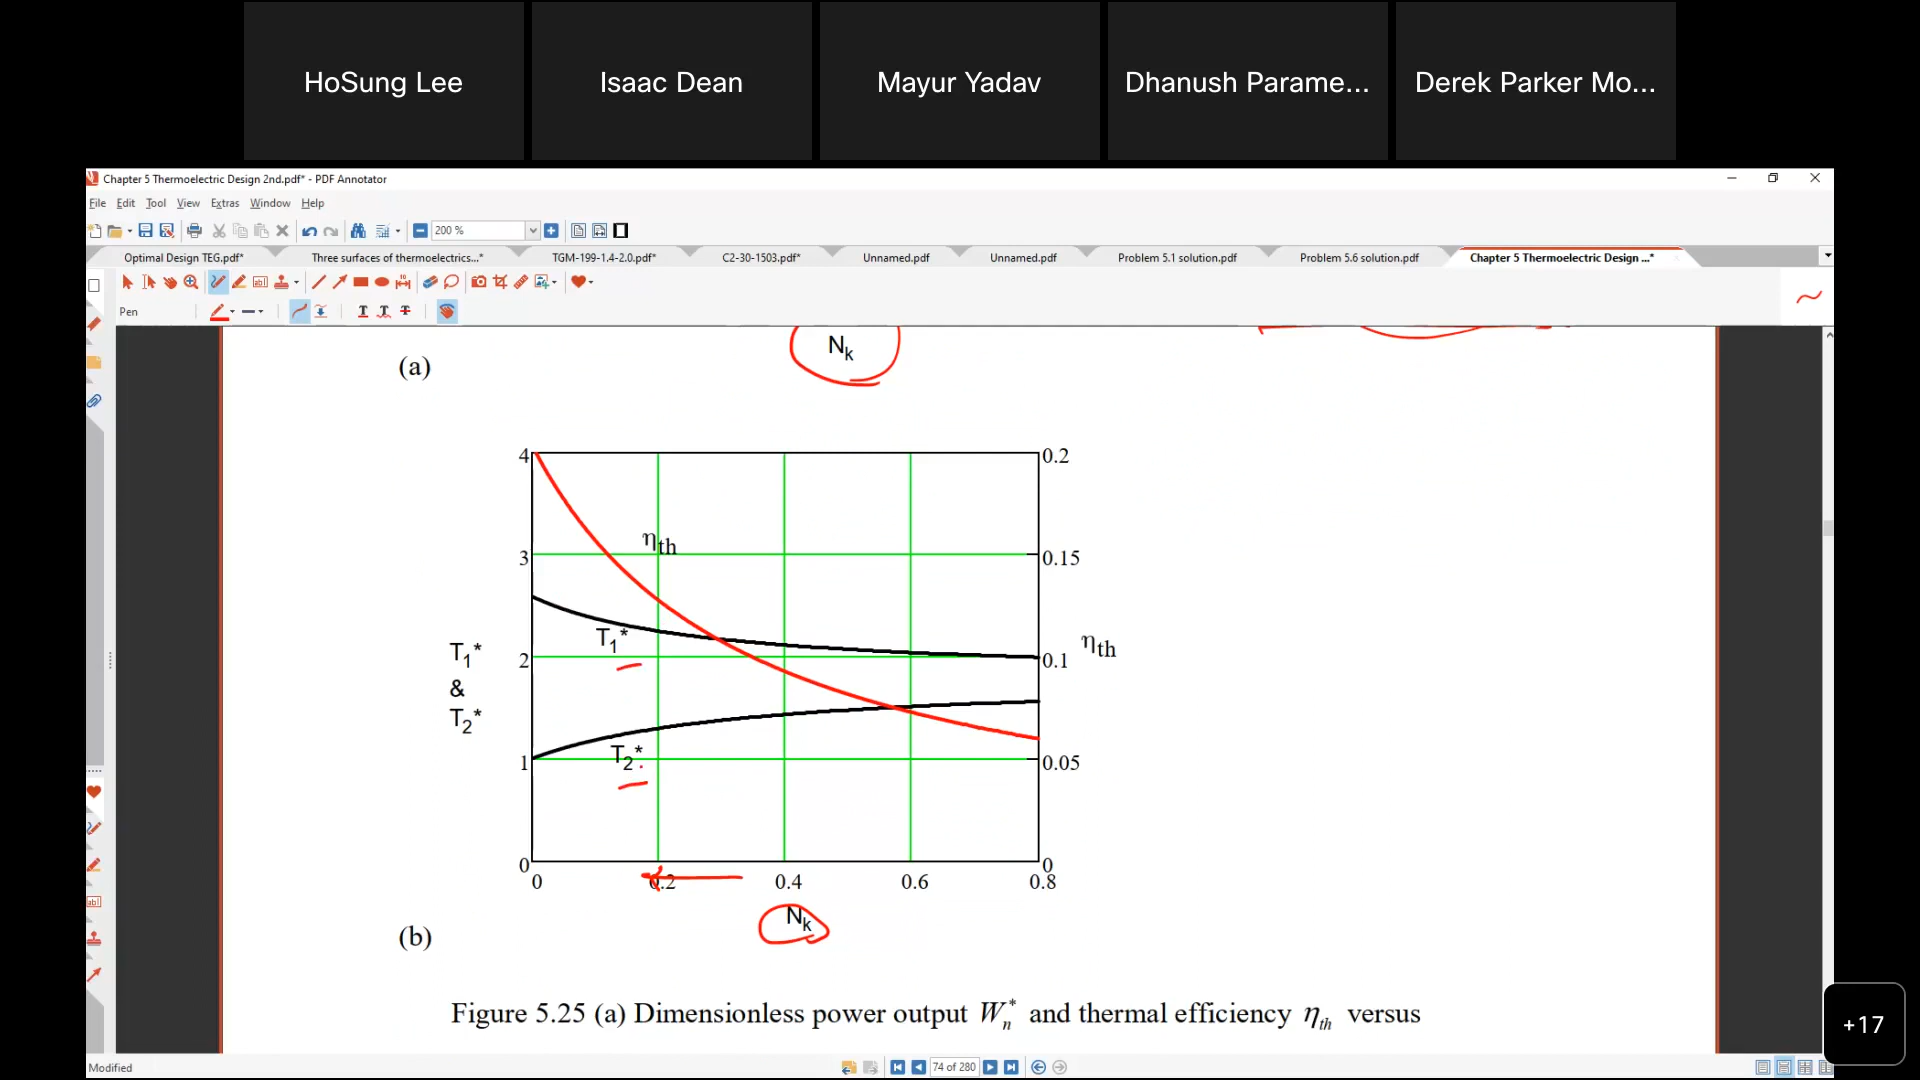 HoSung Lee
Isaac Dean
Mayur Yadav
Dhanush Parame...
Derek Parker Mo...
Chapter 5 Thermoelectric Design 2nd.pdf* - PDF Annotator
File Edit Tool View Extras Window Help
200 %
Optimal Design TEG.pdf*
Three surfaces of thermoelectrics...*
TGM-199-1.4-2.0.pdf*
C2-30-1503.pdf*
Unnamed.pdf
Unnamed.pdf
Problem 5.1 solution.pdf
Problem 5.6 solution.pdf
Chapter 5 Thermoelectric Design ...*
Pen
Nk
(a)
4
3
2
1
0
0.2
0.15
0.1
0.05
0
ηth
T1*
T2*
T1*
&
T2*
ηth
0 0.2 0.4 0.6 0.8
Nk
(b)
Figure 5.25 (a) Dimensionless power output Wn* and thermal efficiency ηth versus
+17
Modified
74 of 280